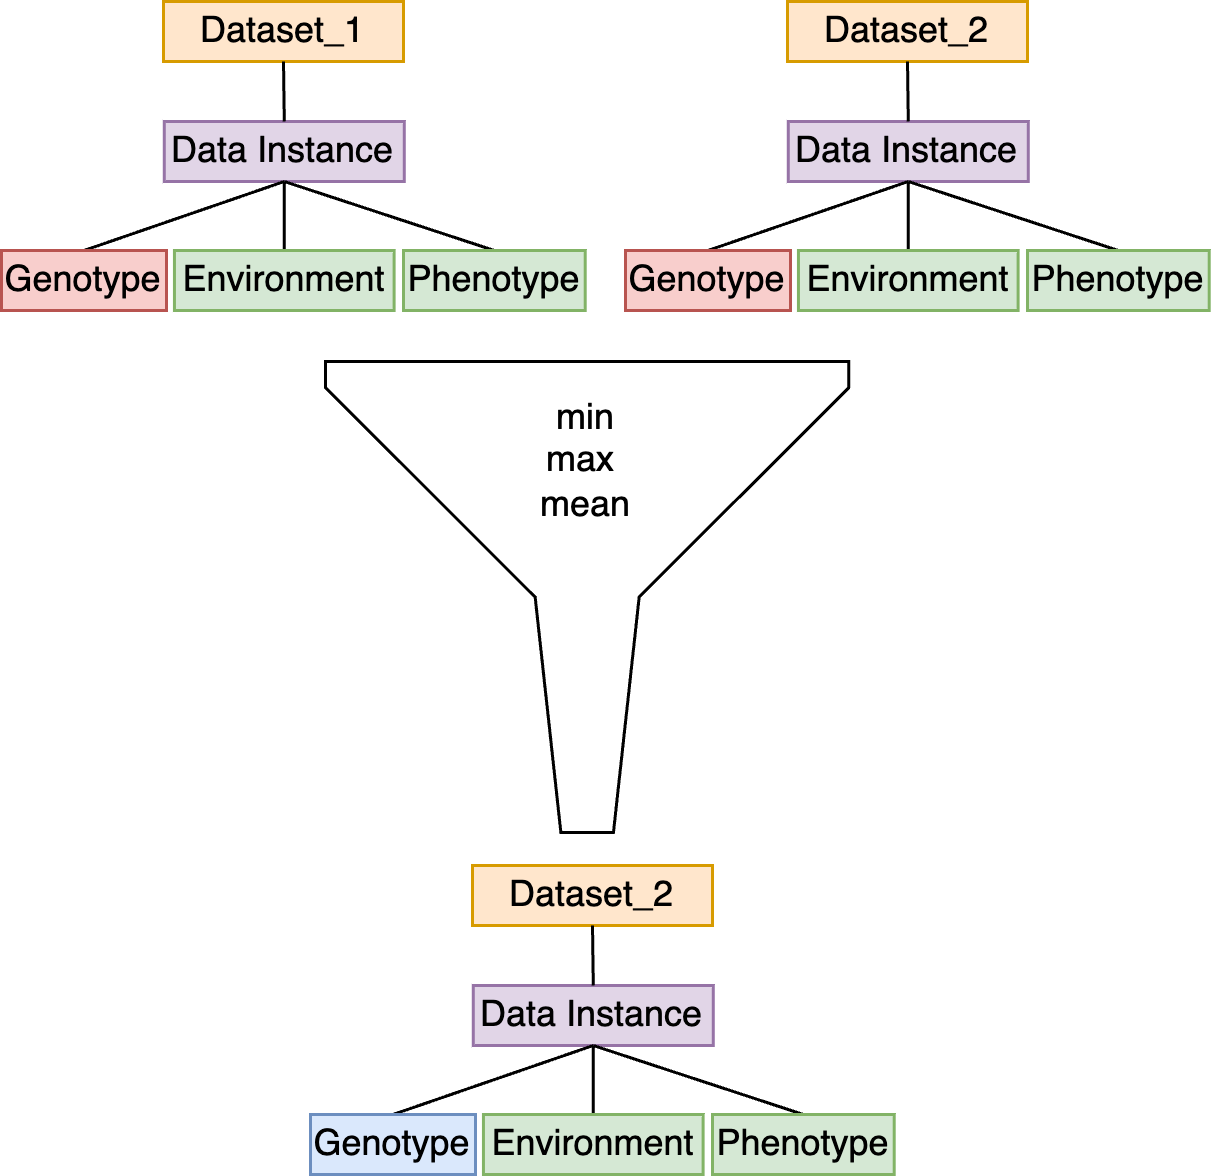 Dataset_1
Dataset_2
Data Instance
Data Instance
Genotype
Environment
Phenotype
Genotype
Environment
Phenotype
min
max
mean
Dataset_2
Data Instance
Genotype
Environment
Phenotype